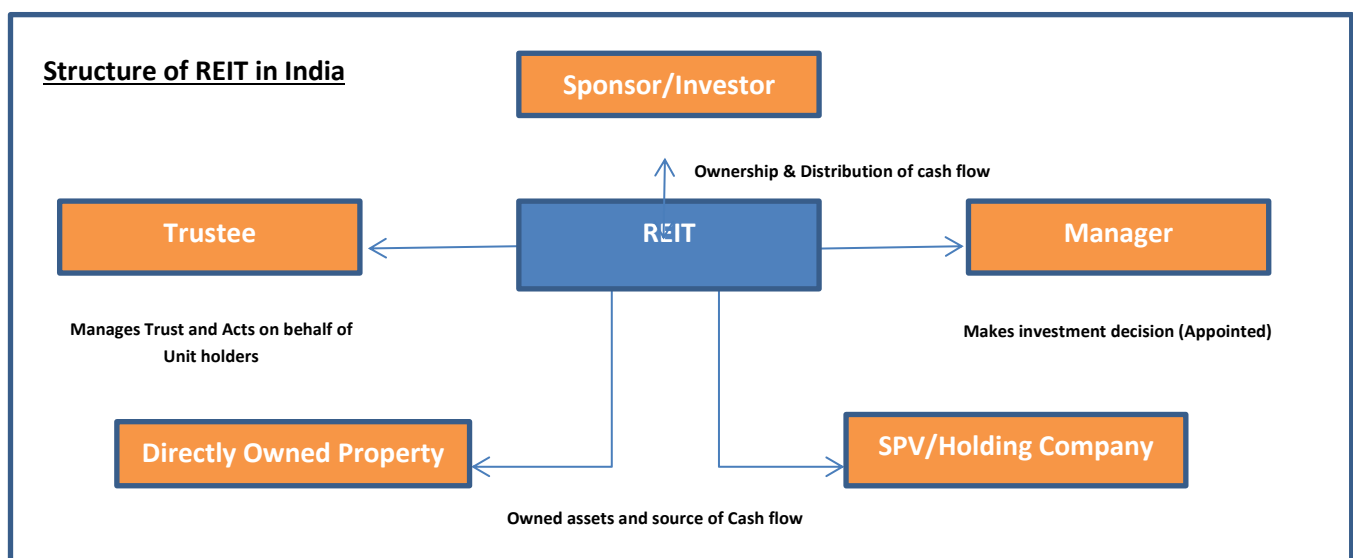 Structure of REIT in India
Sponsor/Investor
Ownership & Distribution of cash flow
Trustee
REIT
Manager
Manages Trust and Acts on behalf of
Unit holders
Makes investment decision (Appointed)
Directly Owned Property
SPV/Holding Company
Owned assets and source of Cash flow